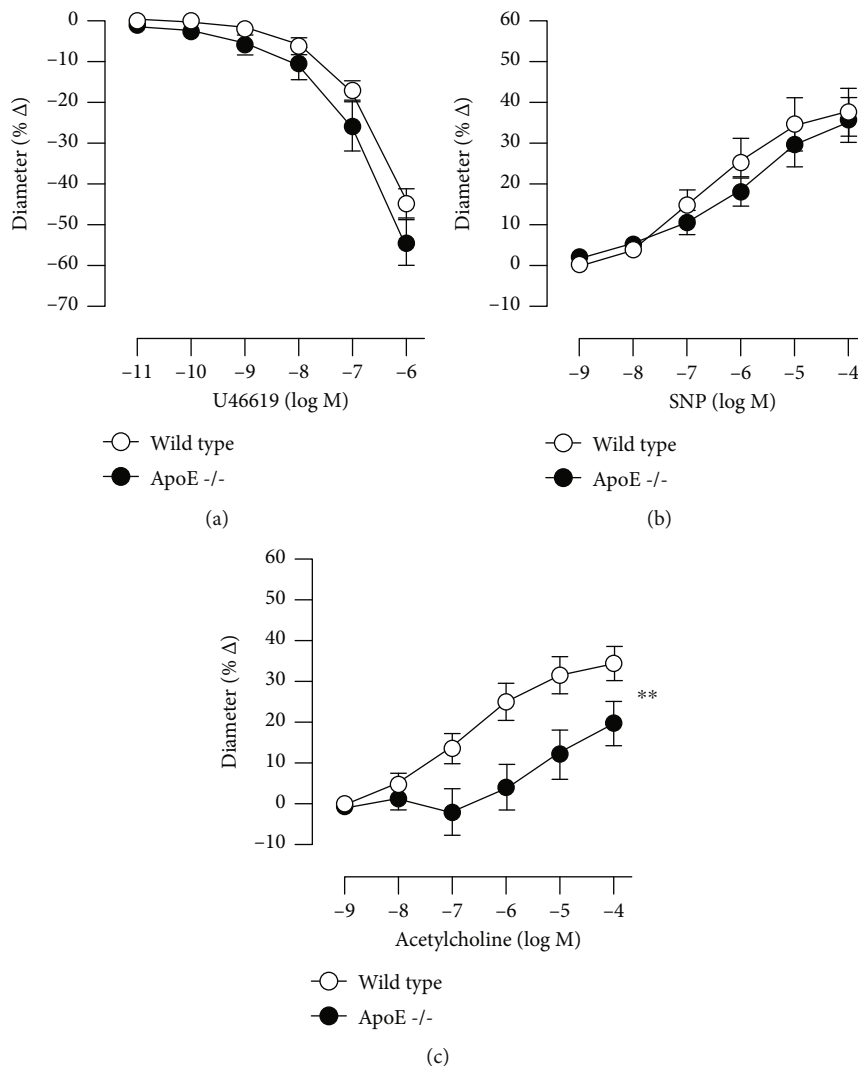 0
−10
−20
−30
−40
−50
−60
−70
Diameter (% Δ)
−11 −10 −9 −8 −7 −6
U46619 (log M)
Wild type
ApoE -/-
(a)
60
50
40
30
20
10
0
−10
Diameter (% Δ)
−9 −8 −7 −6 −5 −4
SNP (log M)
Wild type
ApoE -/-
(b)
60
50
40
30
20
10
0
−10
Diameter (% Δ)
**
−9 −8 −7 −6 −5 −4
Acetylcholine (log M)
Wild type
ApoE -/-
(c)